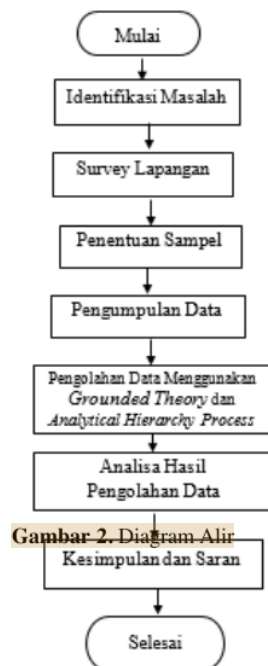 Mulai
Identifikasi Masalah
Survey Lapangan
Penentuan Sampel
Pengumpulan Data
Pengolahan Data Menggunakan
Grounded Theory dan
Analytical Hierarchy Process
Analisa Hasil
Pengolahan Data
Gambar 2. Diagram Alir
Kesimpulan dan Saran
Selesai